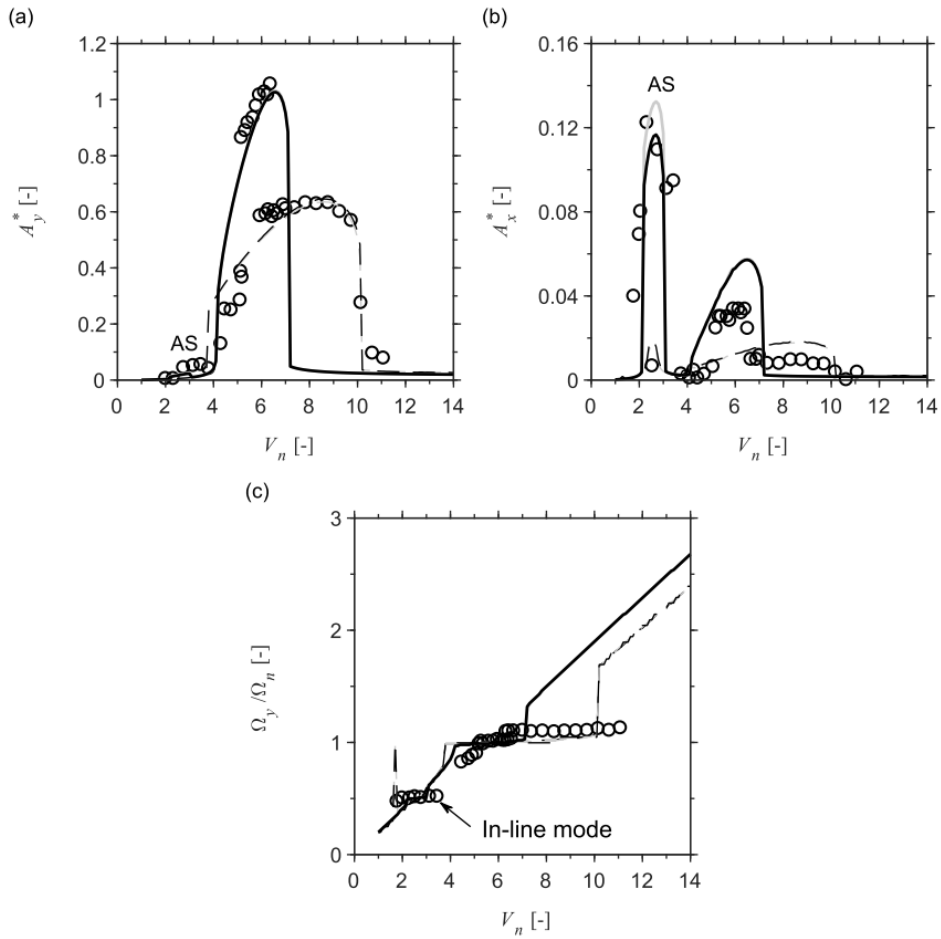 (a)
1.2
1
0.8
0.6
0.4
0.2
0
A*y [-]
AS
0 2 4 6 8 10 12 14
Vn [-]
(b)
0.16
0.12
0.08
0.04
0
A*x [-]
AS
0 2 4 6 8 10 12 14
Vn [-]
(c)
3
2
1
0
Ωy/Ωn [-]
In-line mode
0 2 4 6 8 10 12 14
Vn [-]